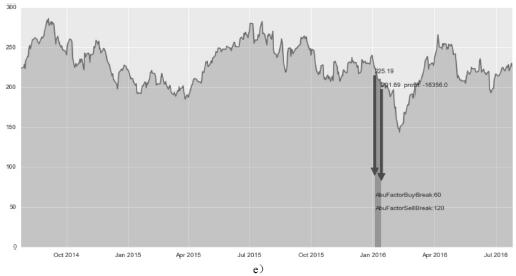 300
250
225.19
201.69 profit: -16356.0
200
150
100
AbuFactorBuyBreak:60
50
AbuFactorSellBreak:120
0
Oct 2014 Jan 2015 Apr 2015 Jul 2015 Oct 2015 Jan 2016 Apr 2016 Jul 2016
e）